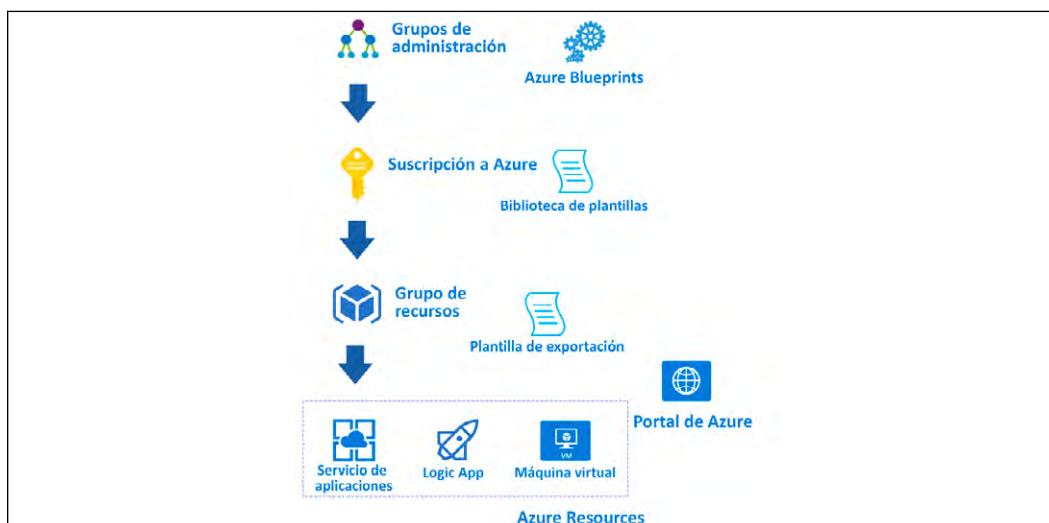 Grupos de
administración
Azure Blueprints
Suscripción a Azure
Biblioteca de plantillas
Grupo de
recursos
Plantilla de exportación
Portal de Azure
Servicio de
aplicaciones
Logic App
VM
Máquina virtual
Azure Resources